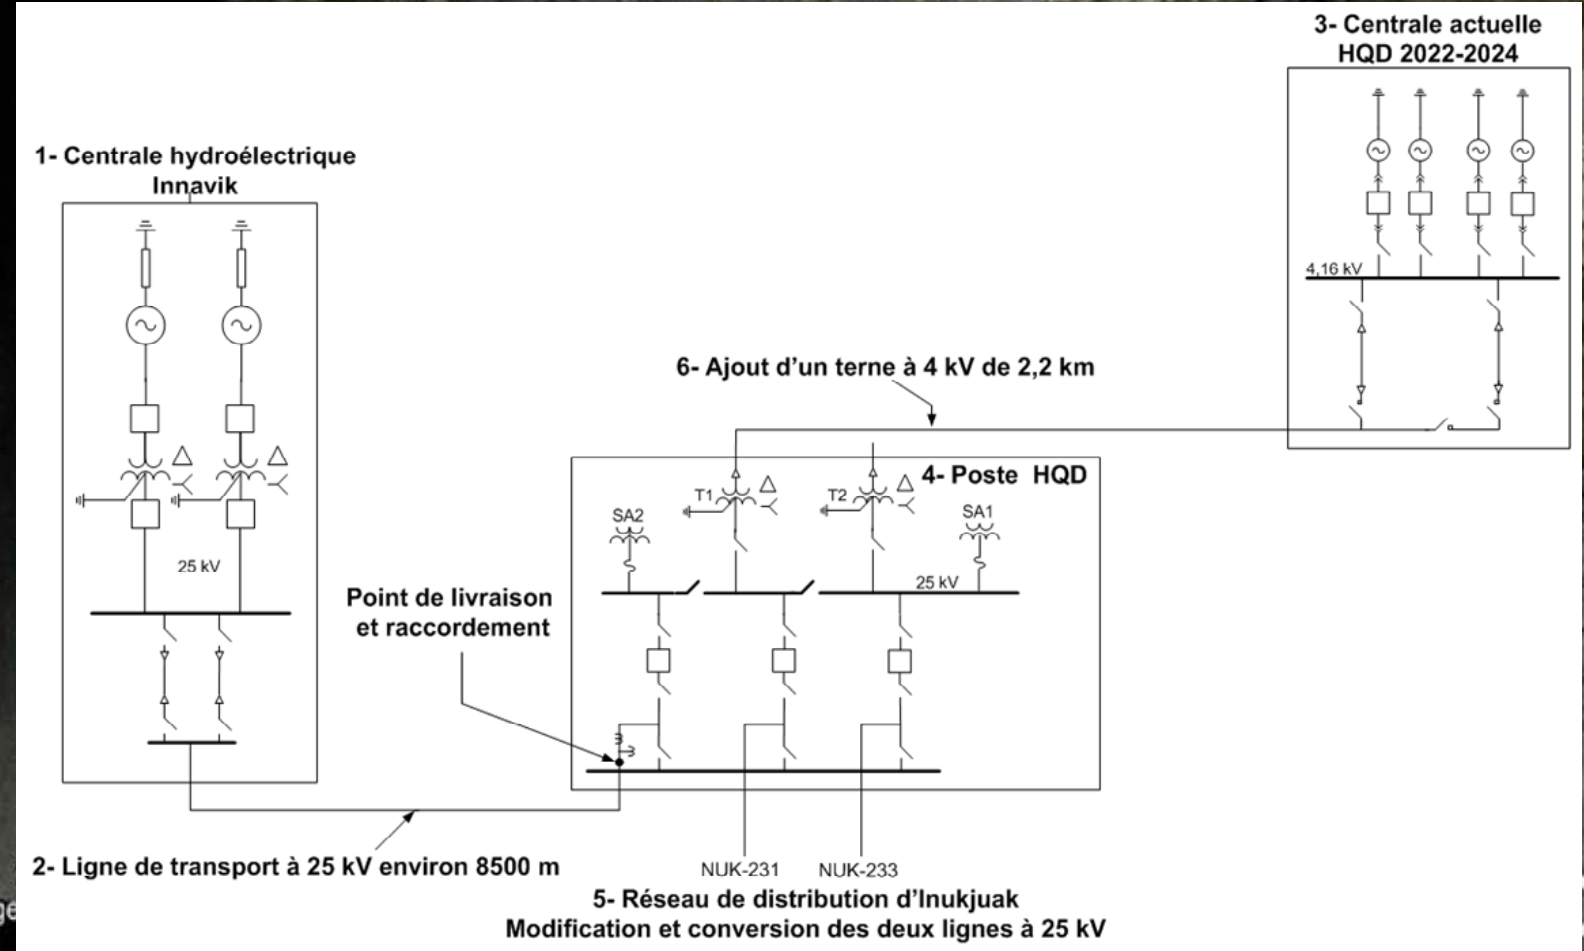 3- Centrale actuelle
HQD 2022-2024
1- Centrale hydroélectrique
Innavik
4,16 kV
6- Ajout d'un terne à 4 kV de 2,2 km
4- Poste HQD
T1
T2
SA2
SA1
25 kV
25 kV
Point de livraison
et raccordement
2- Ligne de transport à 25 kV environ 8500 m
NUK-231
NUK-233
5- Réseau de distribution d'Inukjuak
Modification et conversion des deux lignes à 25 kV